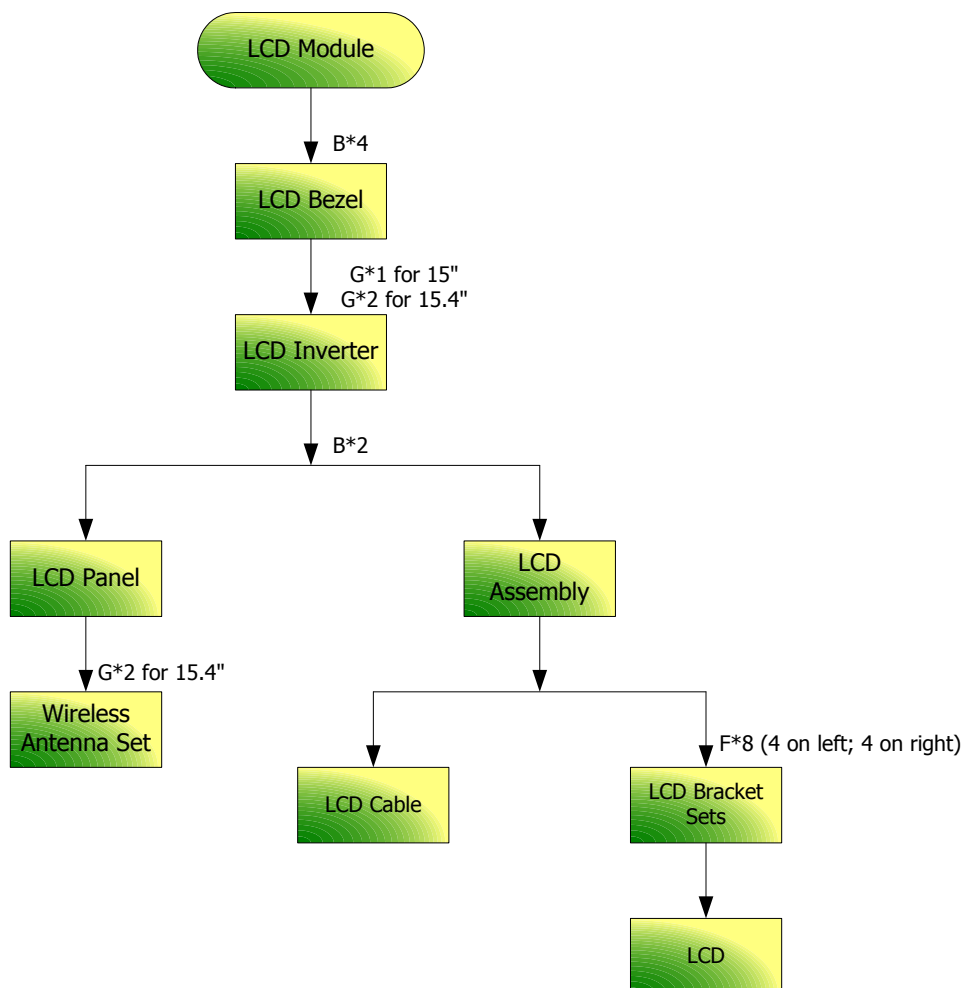 LCD Module
B*4
LCD Bezel
G*1 for 15"
G*2 for 15.4"
LCD Inverter
B*2
LCD Panel
LCD
Assembly
G*2 for 15.4"
Wireless
Antenna Set
F*8 (4 on left; 4 on right)
LCD Cable
LCD Bracket
Sets
LCD